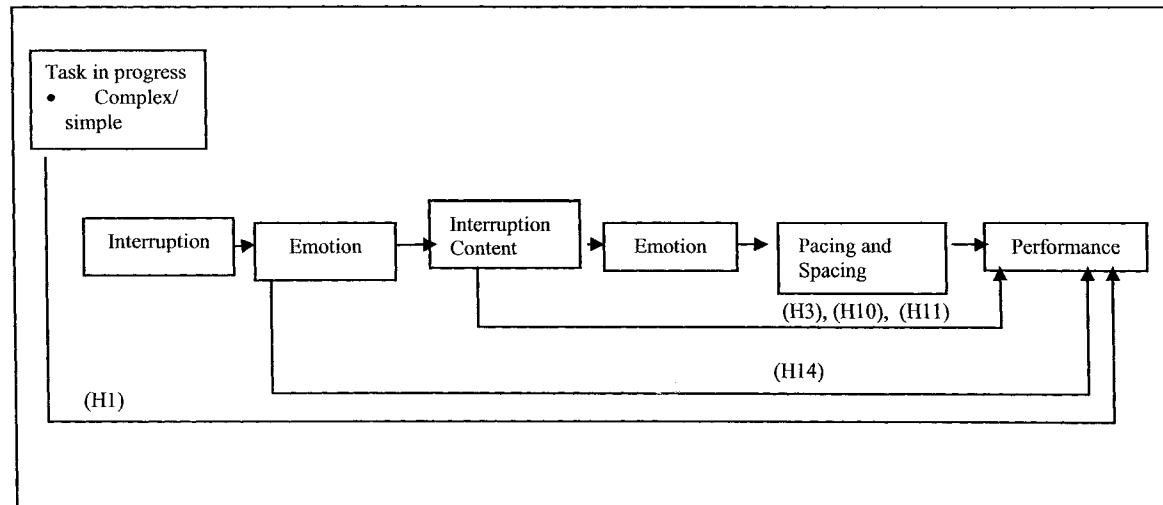 Task in progress
• Complex/
simple
Interruption
Emotion
Interruption
Content
Emotion
Pacing and
Spacing
Performance
(H3), (H10), (H11)
(H14)
(H1)